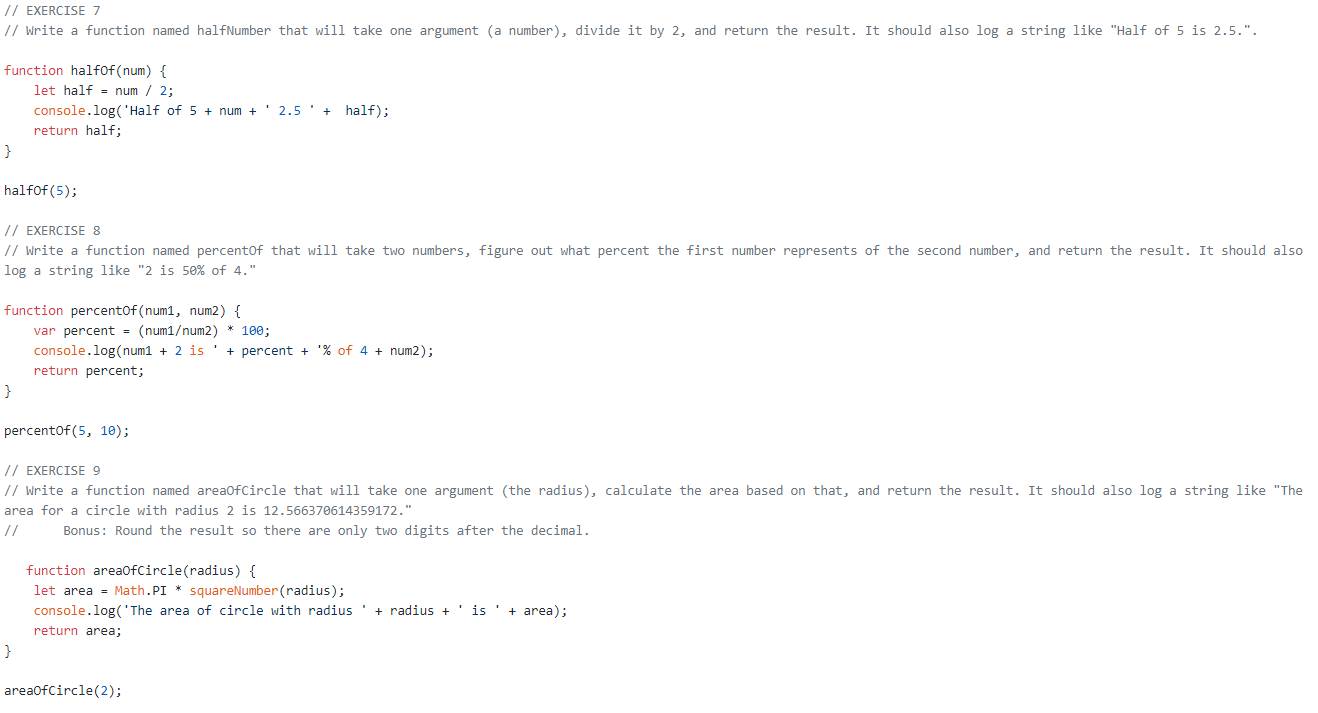 // EXERCISE 7
// Write a function named halfNumber that will take one argument (a number), divide it by 2, and return the result. It should also log a string like "Half of 5 is 2.5.".
function halfOf(num) {
    let half = num / 2;
    console.log('Half of 5 + num + ' 2.5 ' +  half);
    return half;
}
halfOf(5);
// EXERCISE 8
// Write a function named percentOf that will take two numbers, figure out what percent the first number represents of the second number, and return the result. It should also
log a string like "2 is 50% of 4."
function percentOf(num1, num2) {
    var percent = (num1/num2) * 100;
    console.log(num1 + 2 is ' + percent + '% of 4 + num2);
    return percent;
}
percentOf(5, 10);
// EXERCISE 9
// Write a function named areaOfCircle that will take one argument (the radius), calculate the area based on that, and return the result. It should also log a string like "The
area for a circle with radius 2 is 12.566370614359172."
//      Bonus: Round the result so there are only two digits after the decimal.
   function areaOfCircle(radius) {
    let area = Math.PI * squareNumber(radius);
    console.log('The area of circle with radius ' + radius + ' is ' + area);
    return area;
}
areaOfCircle(2);